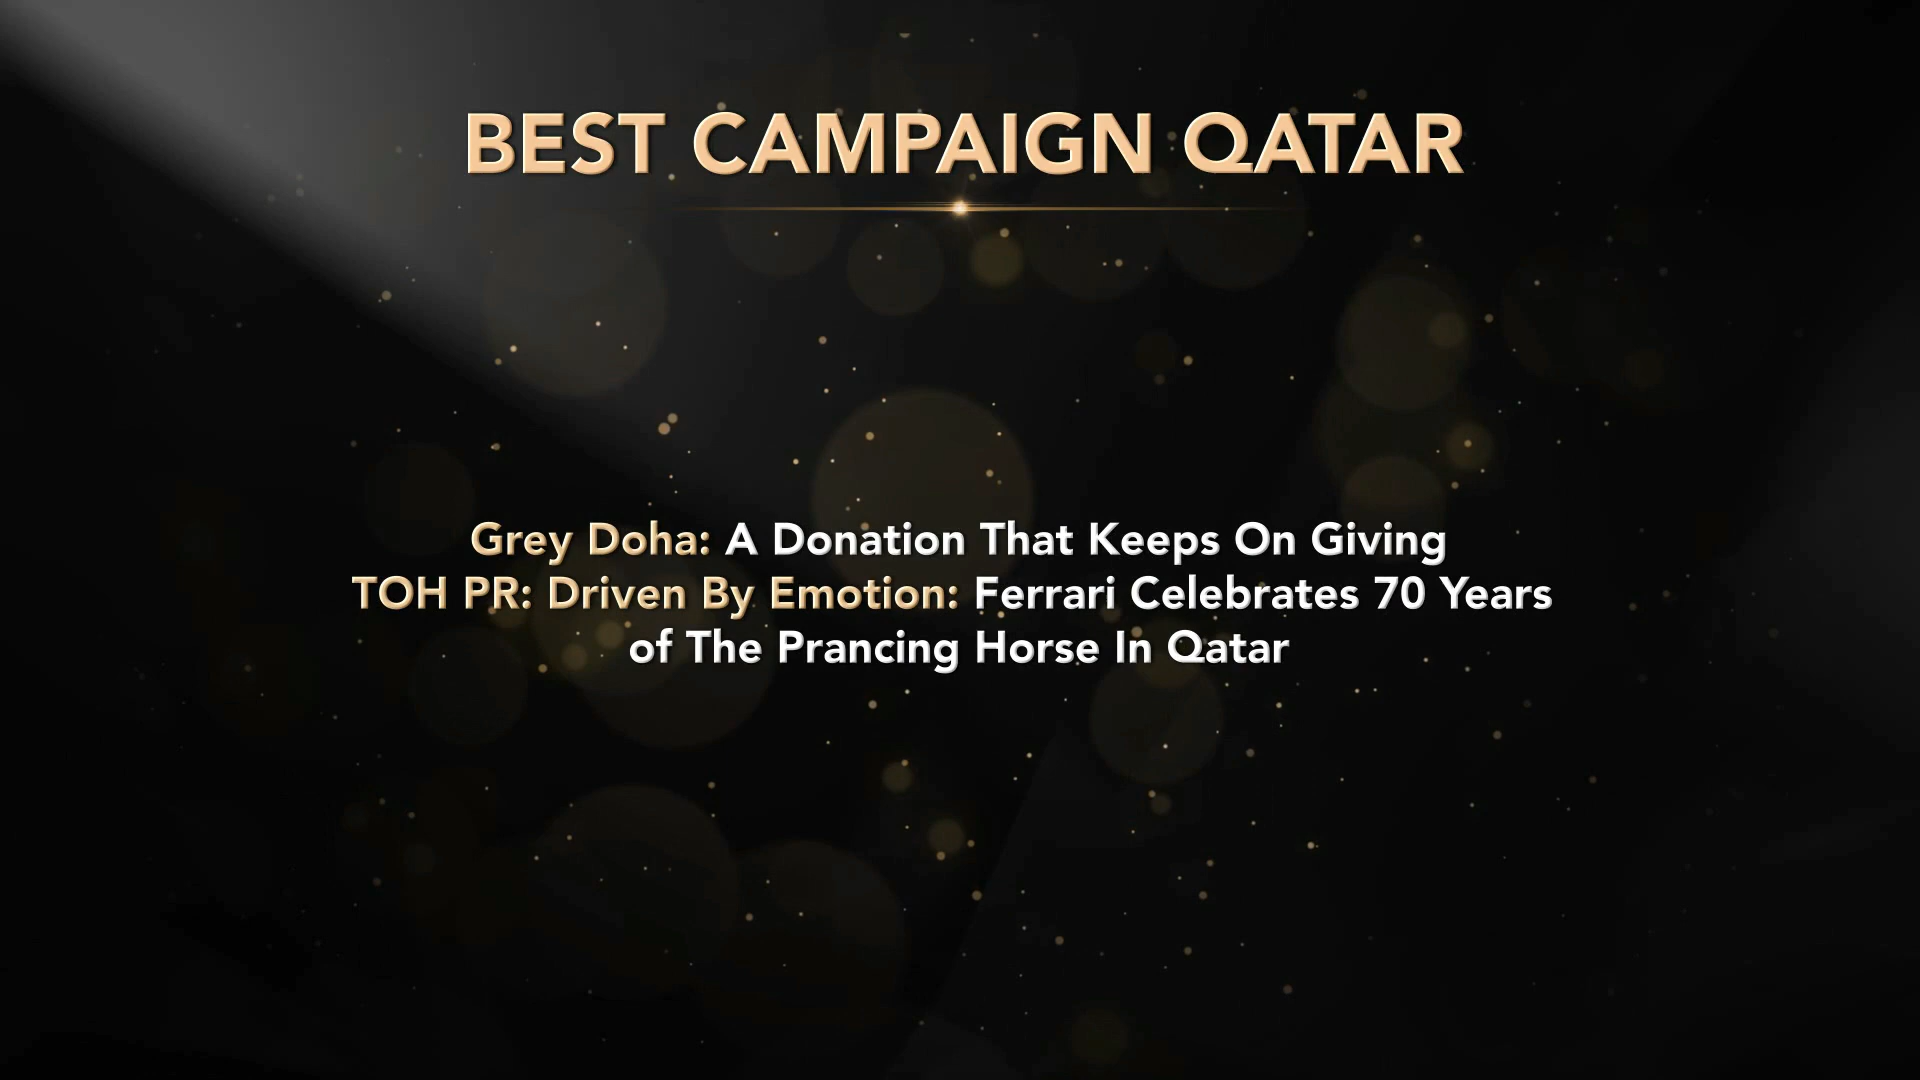 BEST CAMPAIGN QATAR
Grey Doha: A Donation That Keeps On Giving
TOH PR: Driven By Emotion: Ferrari Celebrates 70 Years
of The Prancing Horse In Qatar